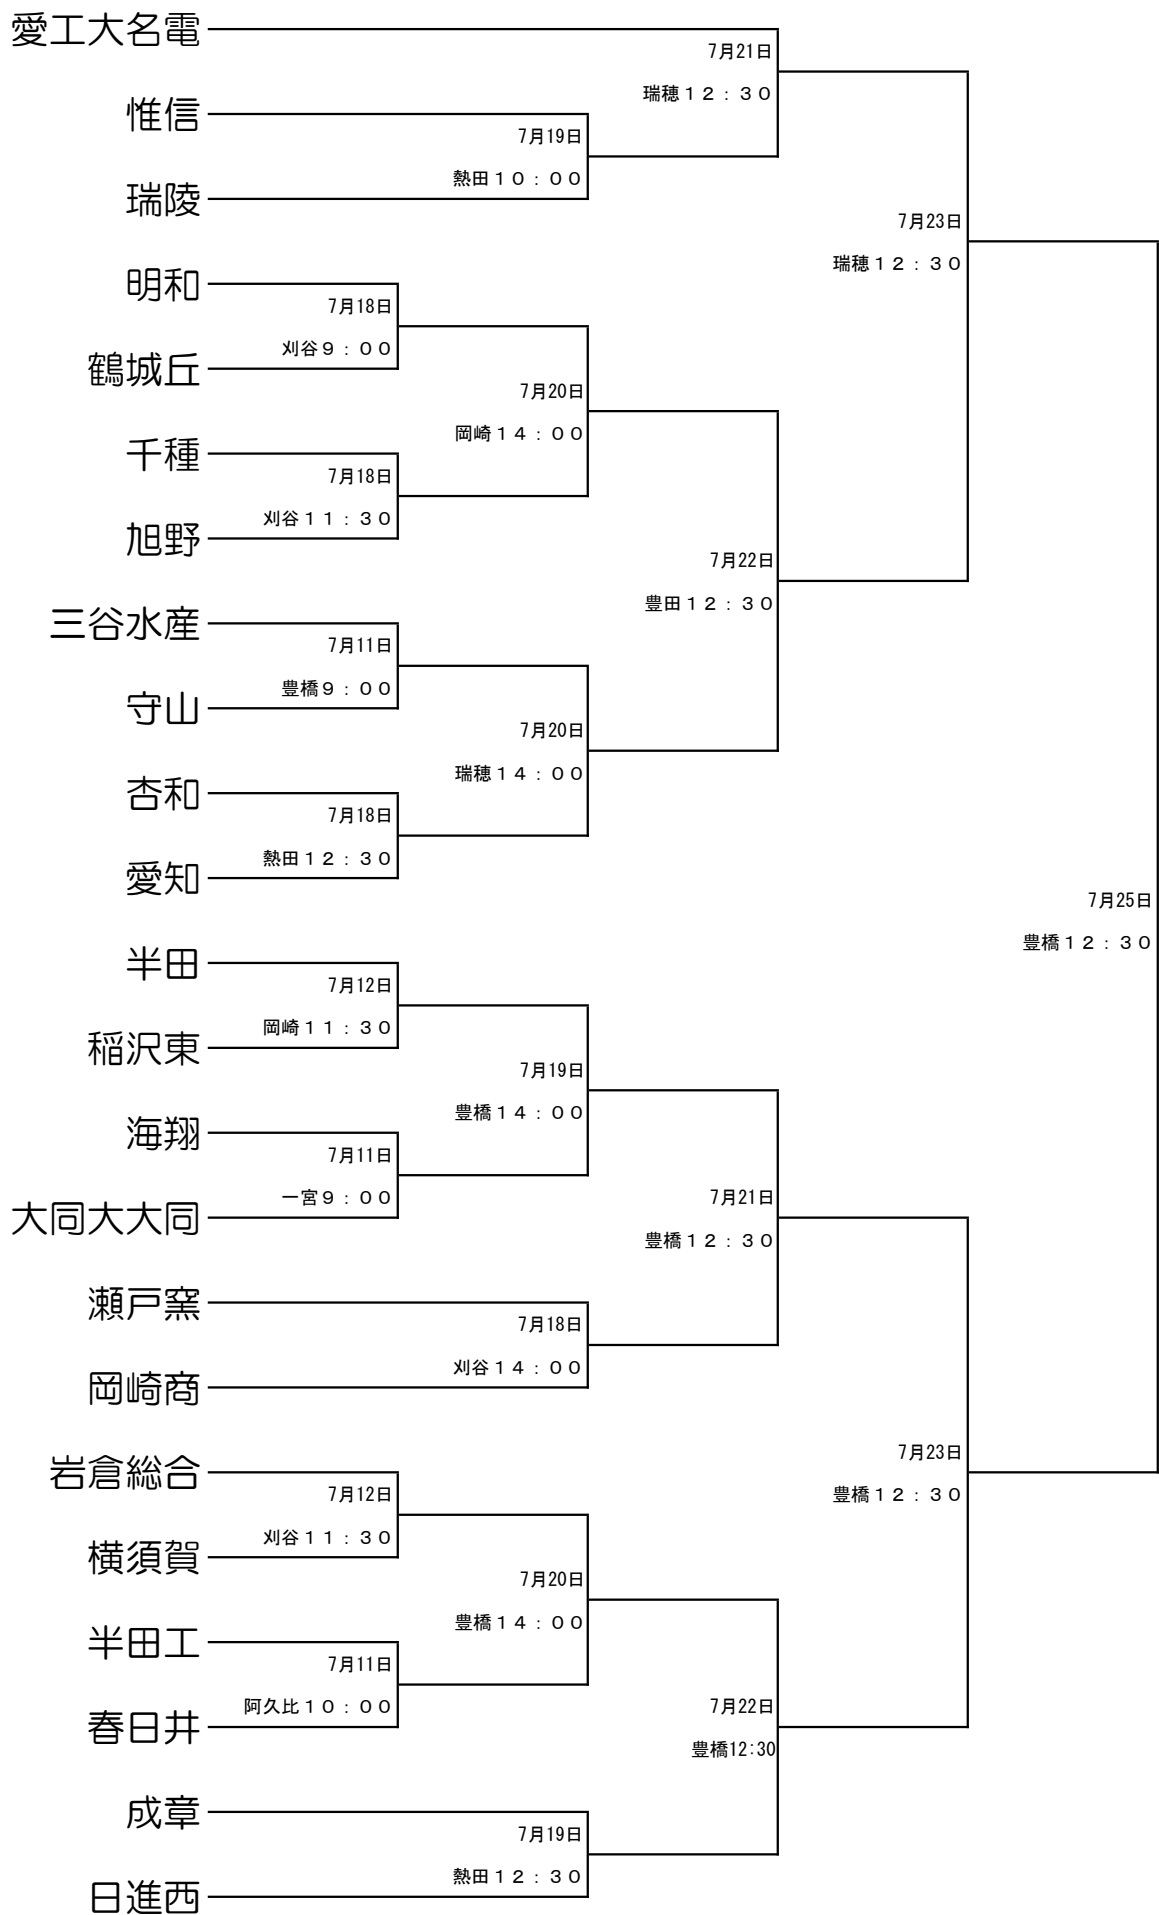 愛工大名電
7月21日
瑞穂１２：３０
惟信
7月19日
熱田１０：００
瑞陵
7月23日
瑞穂１２：３０
明和
7月18日
刈谷９：００
鶴城丘
7月20日
岡崎１４：００
千種
7月18日
刈谷１１：３０
旭野
7月22日
豊田１２：３０
三谷水産
7月11日
豊橋９：００
守山
7月20日
瑞穂１４：００
杏和
7月18日
熱田１２：３０
愛知
7月25日
豊橋１２：３０
半田
7月12日
岡崎１１：３０
稲沢東
7月19日
豊橋１４：００
海翔
7月11日
一宮９：００
大同大大同
7月21日
豊橋１２：３０
瀬戸窯
7月18日
刈谷１４：００
岡崎商
7月23日
豊橋１２：３０
岩倉総合
7月12日
刈谷１１：３０
横須賀
7月20日
豊橋１４：００
半田工
7月11日
阿久比１０：００
春日井
7月22日
豊橋12:30
成章
7月19日
熱田１２：３０
日進西